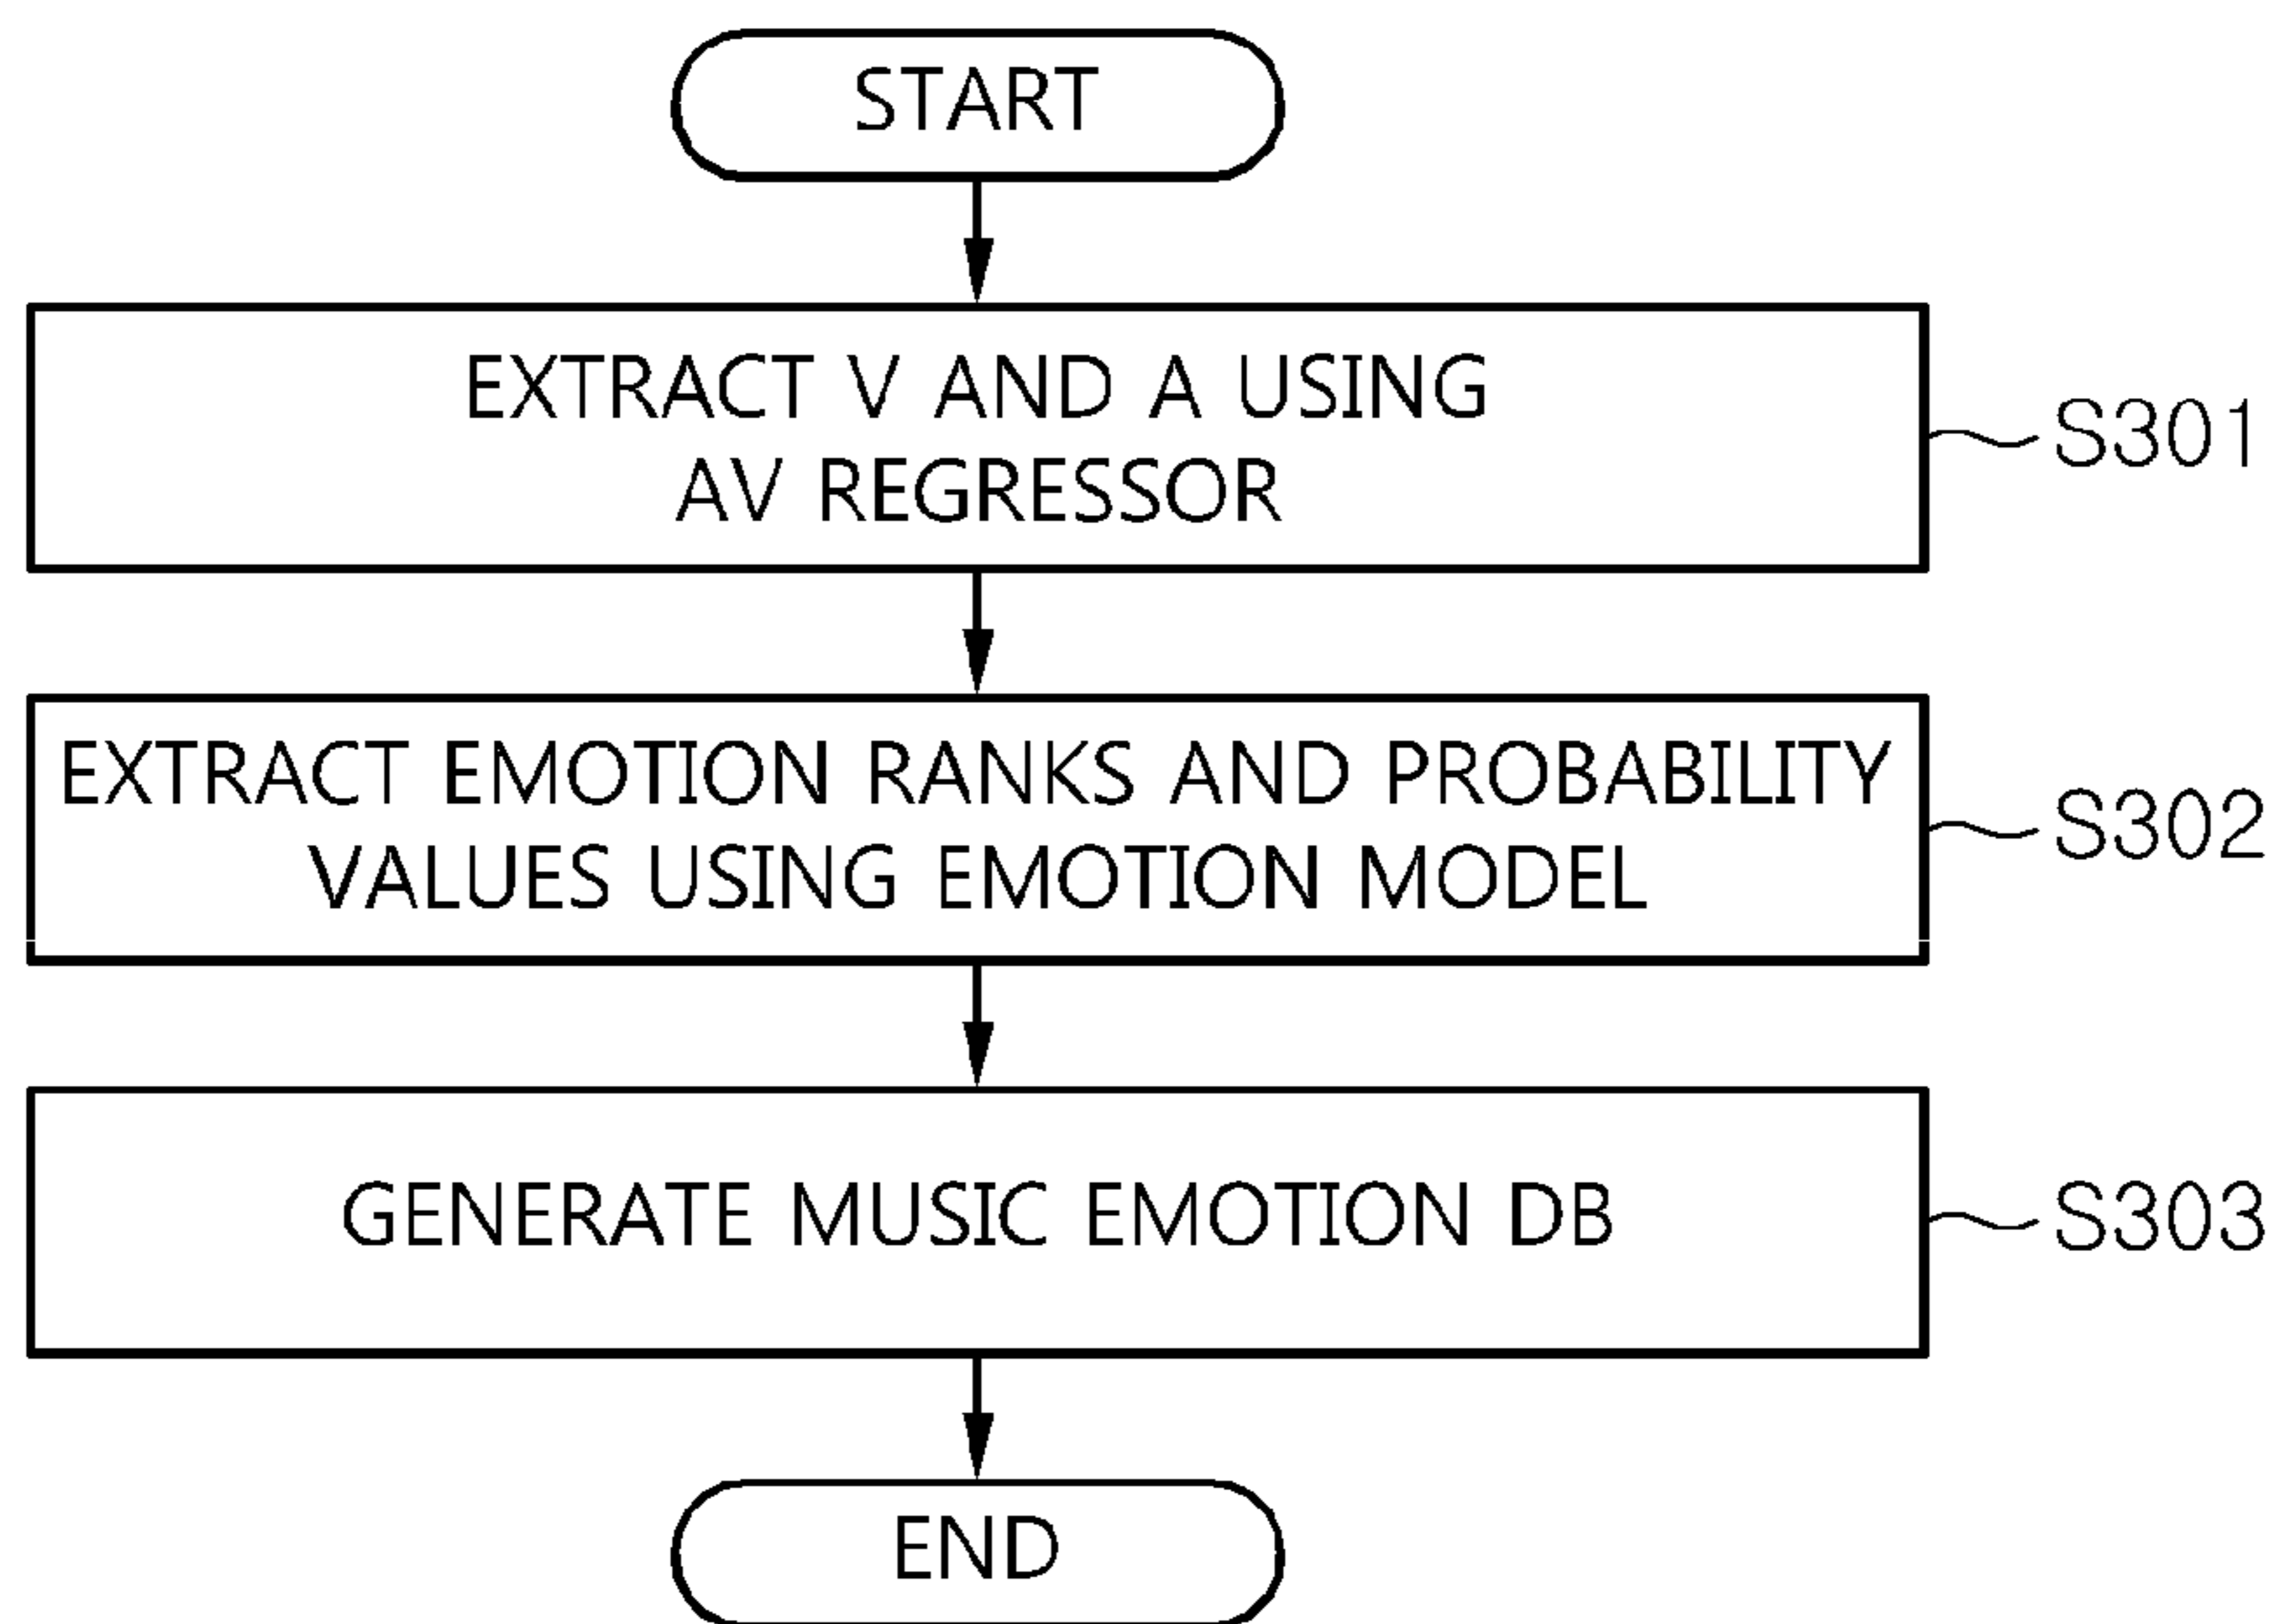 START
EXTRACT V AND A USING
AV REGRESSOR
S301
EXTRACT EMOTION RANKS AND PROBABILITY
VALUES USING EMOTION MODEL
S302
GENERATE MUSIC EMOTION DB
S303
END